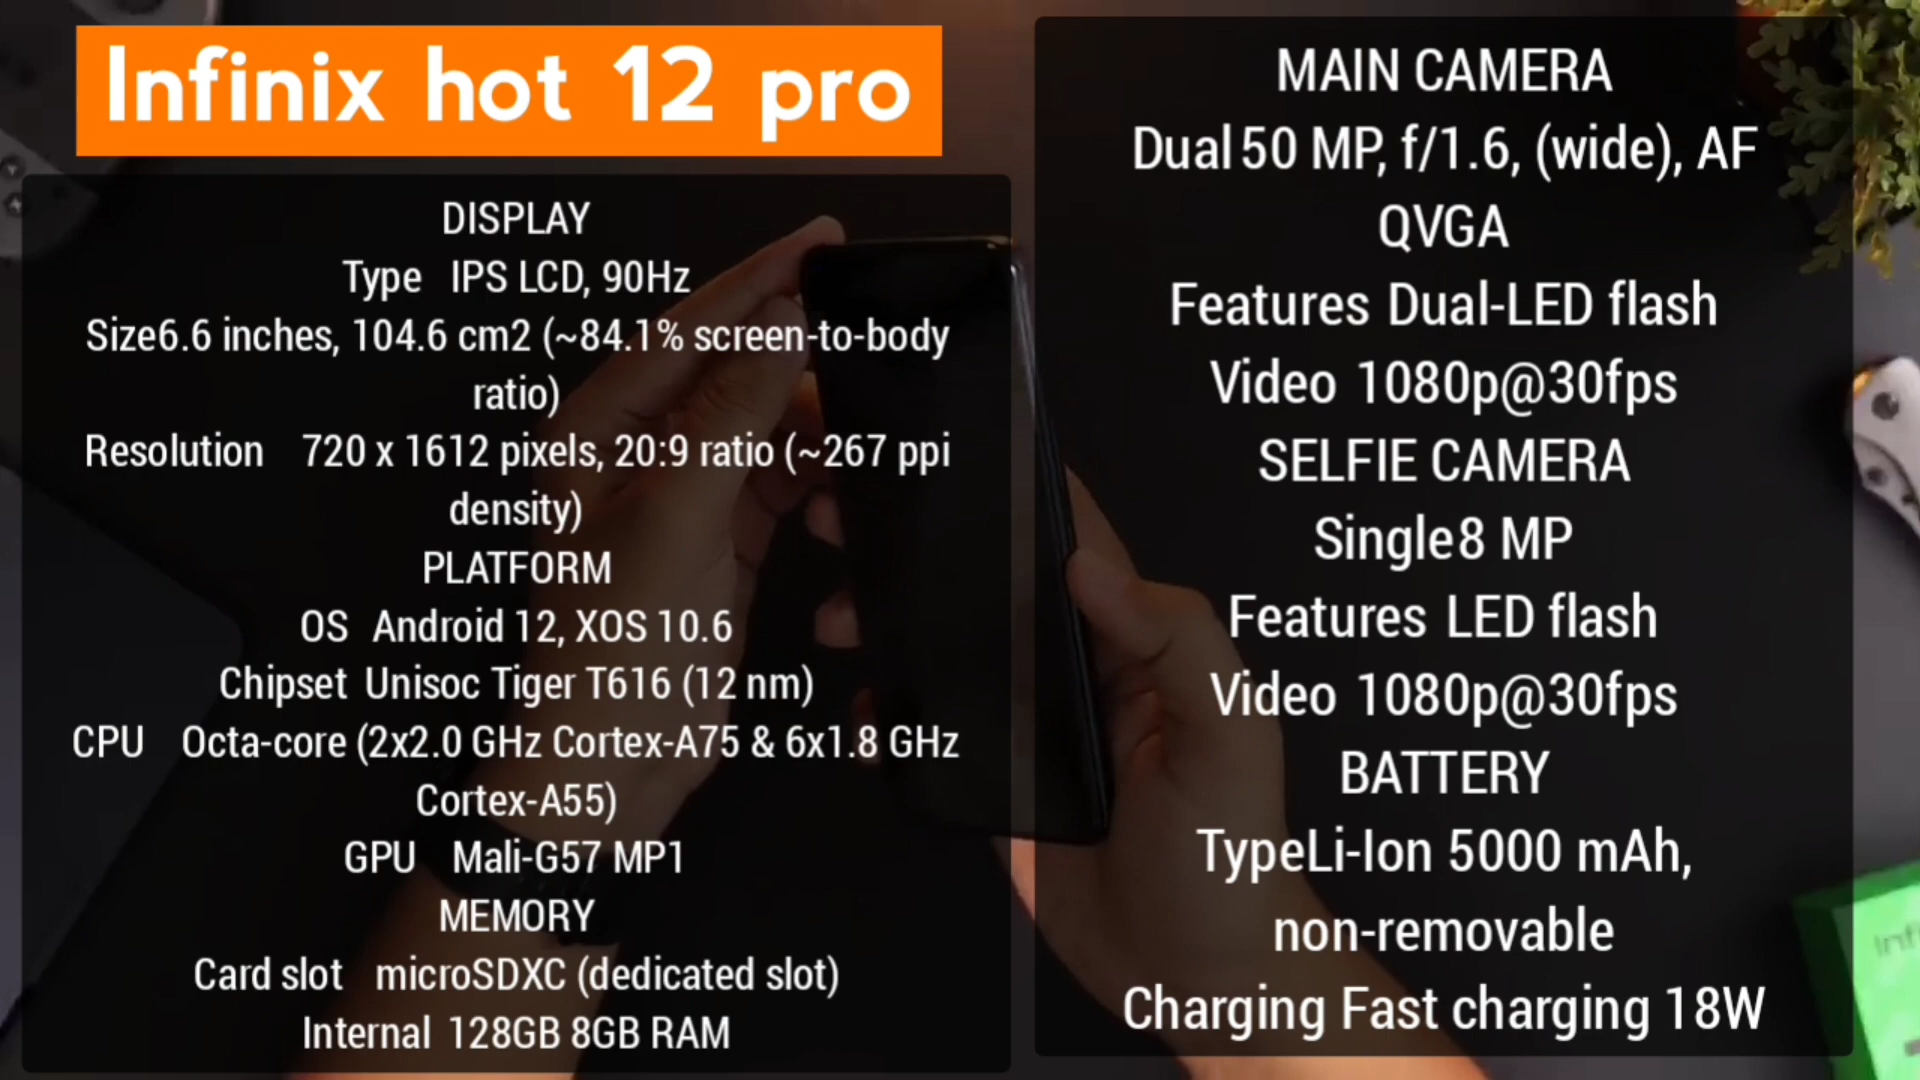 Infinix hot 12 pro
DISPLAY
Type IPS LCD, 90Hz
Size6.6 inches, 104.6 cm2 (~84.1% screen-to-body
ratio)
Resolution 720 x 1612 pixels, 20:9 ratio (~267 ppi
density)
PLATFORM
OS Android 12, XOS 10.6
Chipset Unisoc Tiger T616 (12 nm)
CPU Octa-core (2x2.0 GHz Cortex-A75 & 6x1.8 GHz
Cortex-A55)
GPU Mali-G57 MP1
MEMORY
Card slot microSDXC (dedicated slot)
Internal 128GB 8GB RAM
MAIN CAMERA
Dual 50 MP, f/1.6, (wide), AF
QVGA
Features Dual-LED flash
Video 1080p@30fps
SELFIE CAMERA
Single8 MP
Features LED flash
Video 1080p@30fps
BATTERY
TypeLi-Ion 5000 mAh,
non-removable
Charging Fast charging 18W